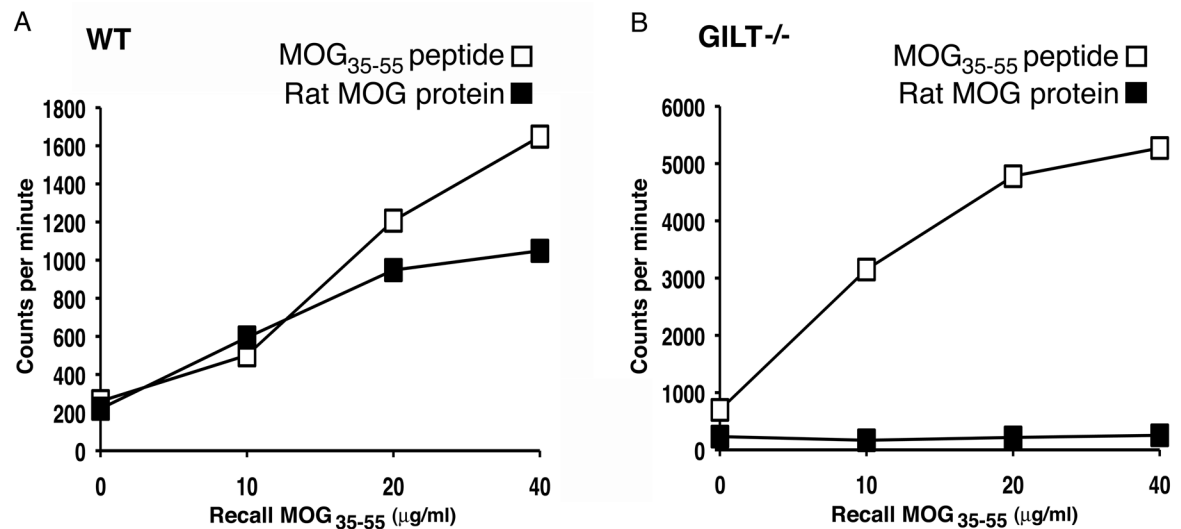 A
WT
MOG35-55 peptide
Rat MOG protein
1800
1600
1400
1200
1000
800
600
400
200
0
Counts per minute
0 10 20 40
Recall MOG35-55 (µg/ml)
B
GILT-/-
MOG35-55 peptide
Rat MOG protein
6000
5000
4000
3000
2000
1000
0
Counts per minute
0 10 20 40
Recall MOG35-55 (µg/ml)